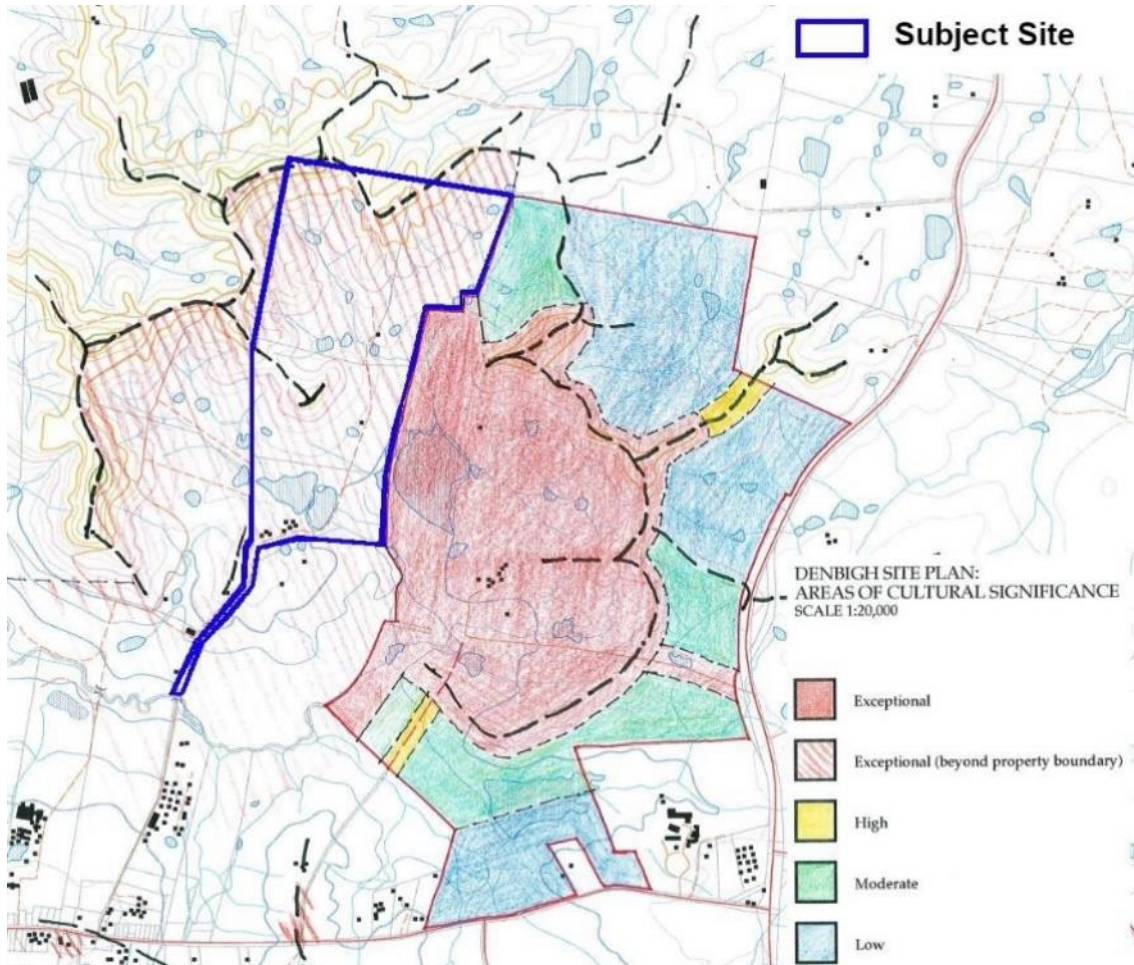 Subject Site
DENBIGH SITE PLAN:
AREAS OF CULTURAL SIGNIFICANCE
SCALE 1:20,000
Exceptional
Exceptional (beyond property boundary)
High
Moderate
Low